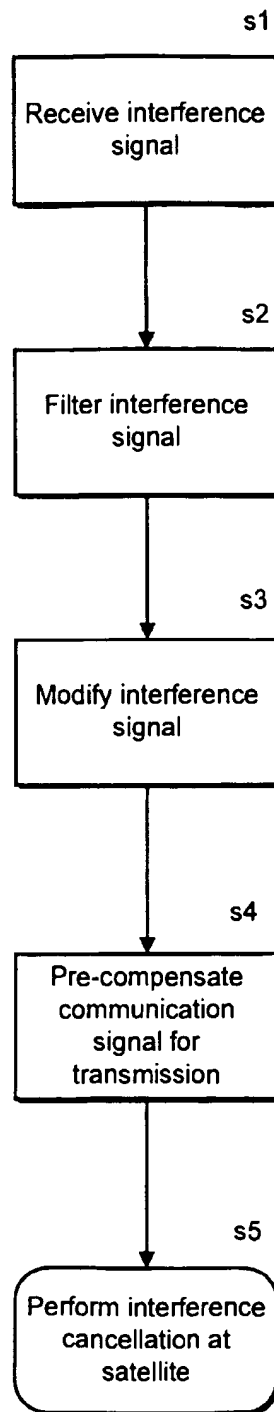 s1
Receive interference
signal
s2
Filter interference
signal
s3
Modify interference
signal
s4
Pre-compensate
communication
signal for
transmission
s5
Perform interference
cancellation at
satellite